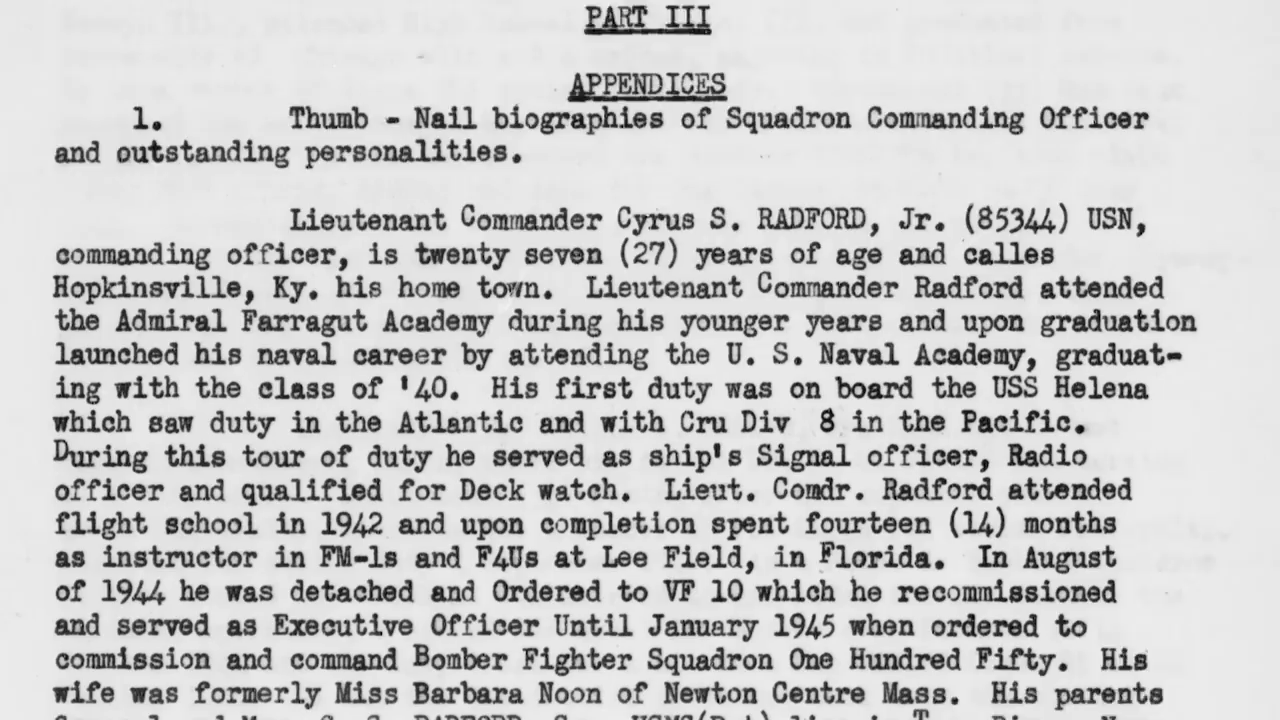 PART III
APPENDICES
1. Thumb - Nail biographies of Squadron Commanding Officer
and outstanding personalities.
Lieutenant Commander Cyrus S. RADFORD, Jr. (85344) USN,
commanding officer, is twenty seven (27) years of age and calles
Hopkinsville, Ky. his home town. Lieutenant Commander Radford attended
the Admiral Farragut Academy during his younger years and upon graduation
launched his naval career by attending the U. S. Naval Academy, graduat-
ing with the class of '40. His first duty was on board the USS Helena
which saw duty in the Atlantic and with Cru Div 8 in the Pacific.
During this tour of duty he served as ship's Signal officer, Radio
officer and qualified for Deck watch. Lieut. Comdr. Radford attended
flight school in 1942 and upon completion spent fourteen (14) months
as instructor in FM-1s and F4Us at Lee Field, in Florida. In August
of 1944 he was detached and Ordered to VF 10 which he recommissioned
and served as Executive Officer Until January 1945 when ordered to
commission and command Bomber Fighter Squadron One Hundred Fifty. His
wife was formerly Miss Barbara Noon of Newton Centre Mass. His parents